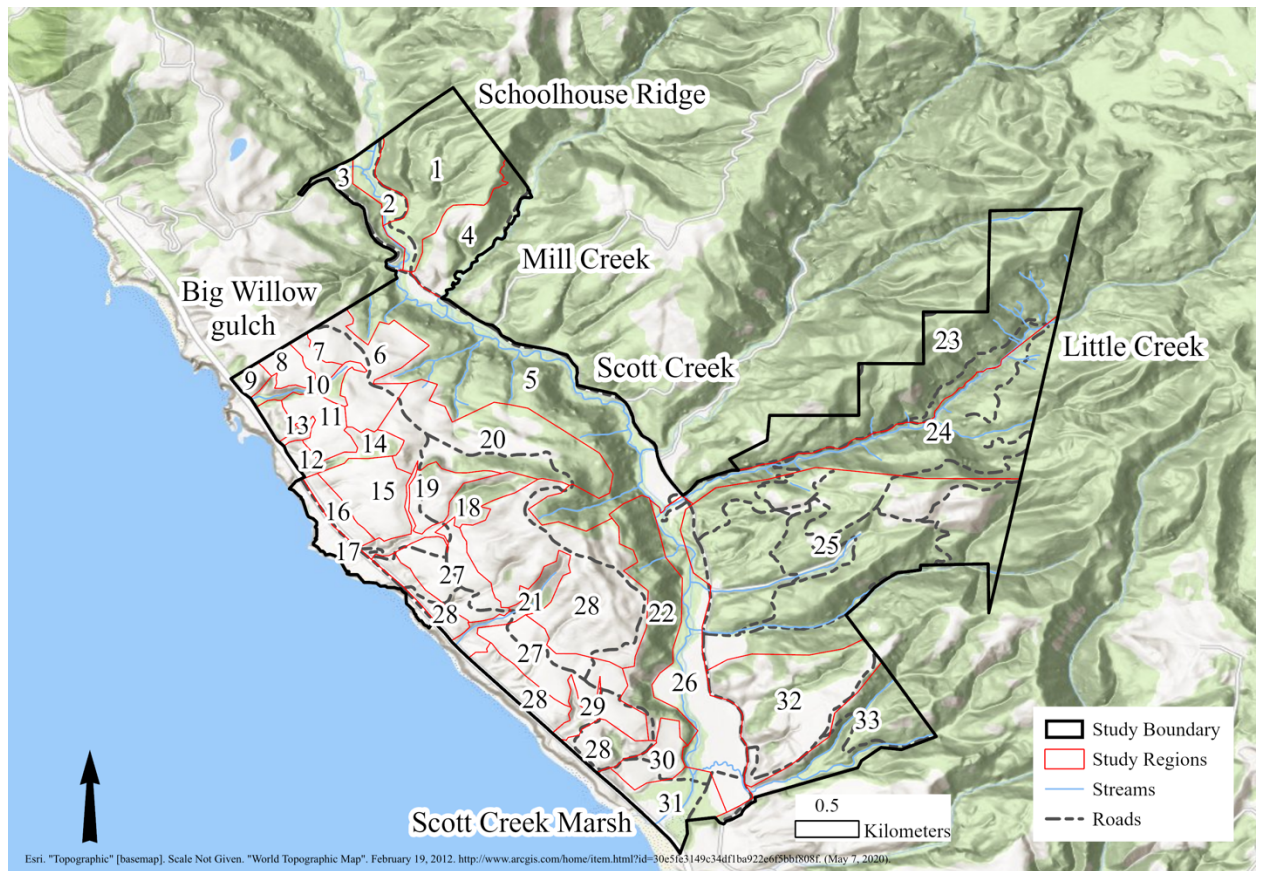 Schoolhouse Ridge
1
3
2
4
Mill Creek
Big Willow
gulch
Little Creek
Scott Creek
23
8
7
6
9
10
5
11
13
14
12
20
24
15
19
18
16
17
25
27
21
28
28
22
27
26
28
29
32
33
28
30
31
Scott Creek Marsh
Study Boundary
Study Regions
Streams
Roads
0.5
Kilometers
Esri. "Topographic" [basemap]. Scale Not Given. "World Topographic Map". February 19, 2012. http://www.arcgis.com/home/item.html?id=30e5fe3149c34df1ba922e6f5bbf808f. (May 7, 2020).